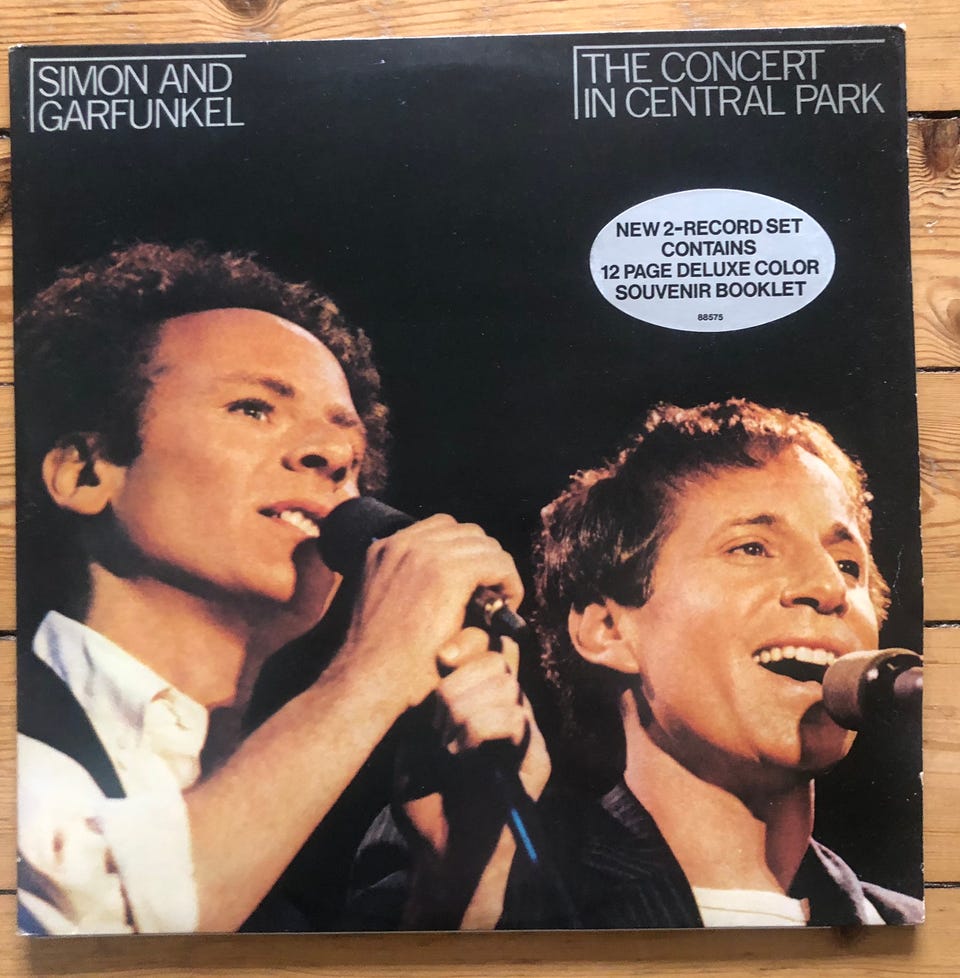 SIMON AND
GARFUNKEL
THE CONCERT
IN CENTRAL PARK
NEW 2-RECORD SET
CONTAINS
12 PAGE DELUXE COLOR
SOUVENIR BOOKLET
88575